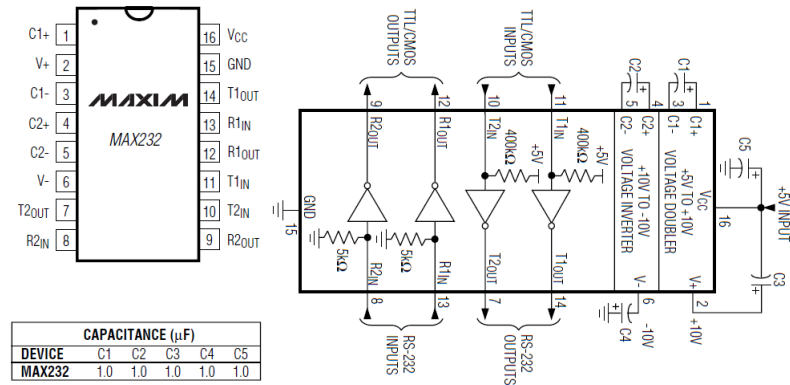 C1+ 1
V+ 2
C1- 3
C2+ 4
C2- 5
V- 6
T2OUT 7
R2IN 8
16 VCC
15 GND
14 T1OUT
13 R1IN
12 R1OUT
11 T1IN
10 T2IN
9 R2OUT
MAXIM
MAX232
CAPACITANCE (μF)
DEVICE C1 C2 C3 C4 C5
MAX232 1.0 1.0 1.0 1.0 1.0
+5V INPUT
C3
C5
16
VCC
2
V+
+10V
C1
1
C1+
3
C1-
+5V TO +10V
VOLTAGE DOUBLER
C2
4
C2+
5
C2-
+10V TO -10V
VOLTAGE INVERTER
V-
6
-10V
C4
TTL/CMOS
INPUTS
11
T1IN
+5V
400kΩ
T1OUT
14
10
T2IN
+5V
400kΩ
T2OUT
7
RS-232
OUTPUTS
TTL/CMOS
OUTPUTS
12
R1OUT
R1IN
13
5kΩ
9
R2OUT
R2IN
8
5kΩ
RS-232
INPUTS
GND
15